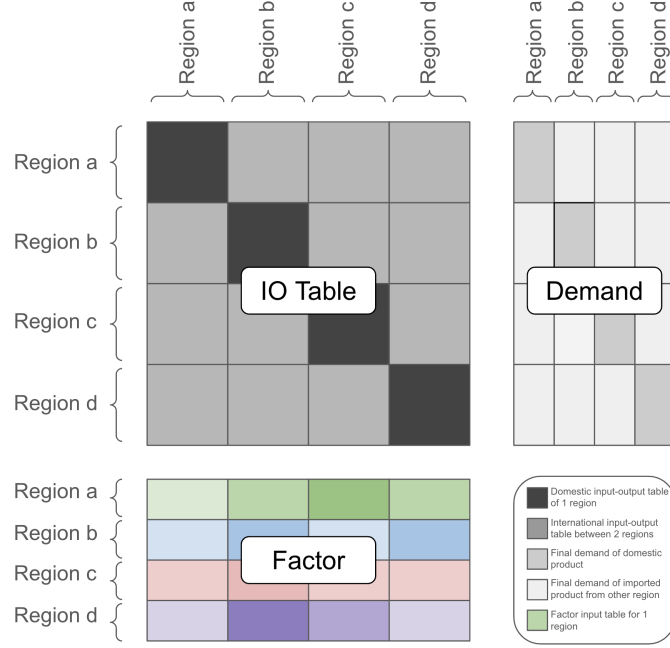 Region a
Region b
Region c
Region d
Region a
Region b
Region c
Region d
Region a
Region b
Region c
Region d
IO Table
Demand
Region a
Region b
Region c
Region d
Factor
Domestic input-output table
of 1 region
International input-output
table between 2 regions
Final demand of domestic
product
Final demand of imported
product from other region
Factor input table for 1
region